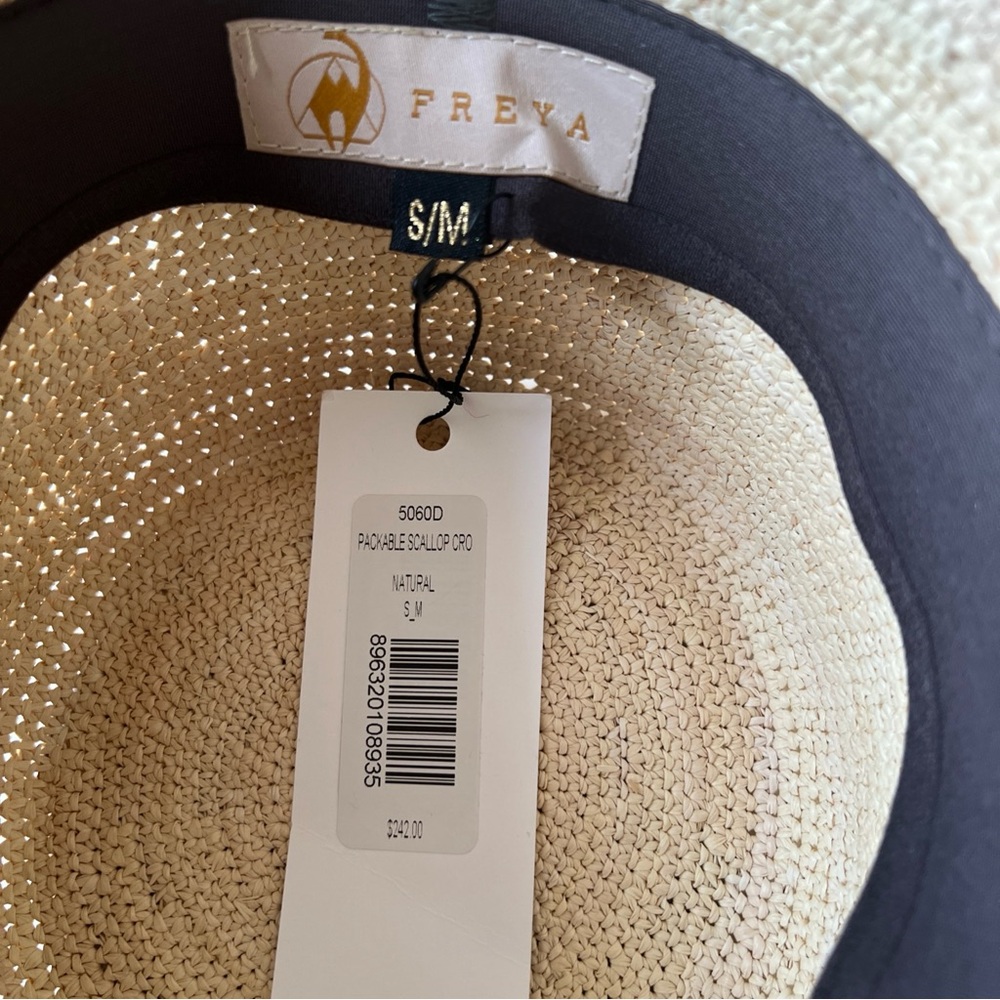 FREYA
S/M
5060D
PACKABLE SCALLOP CRO
NATURAL
S_M
896320108935
$242.00